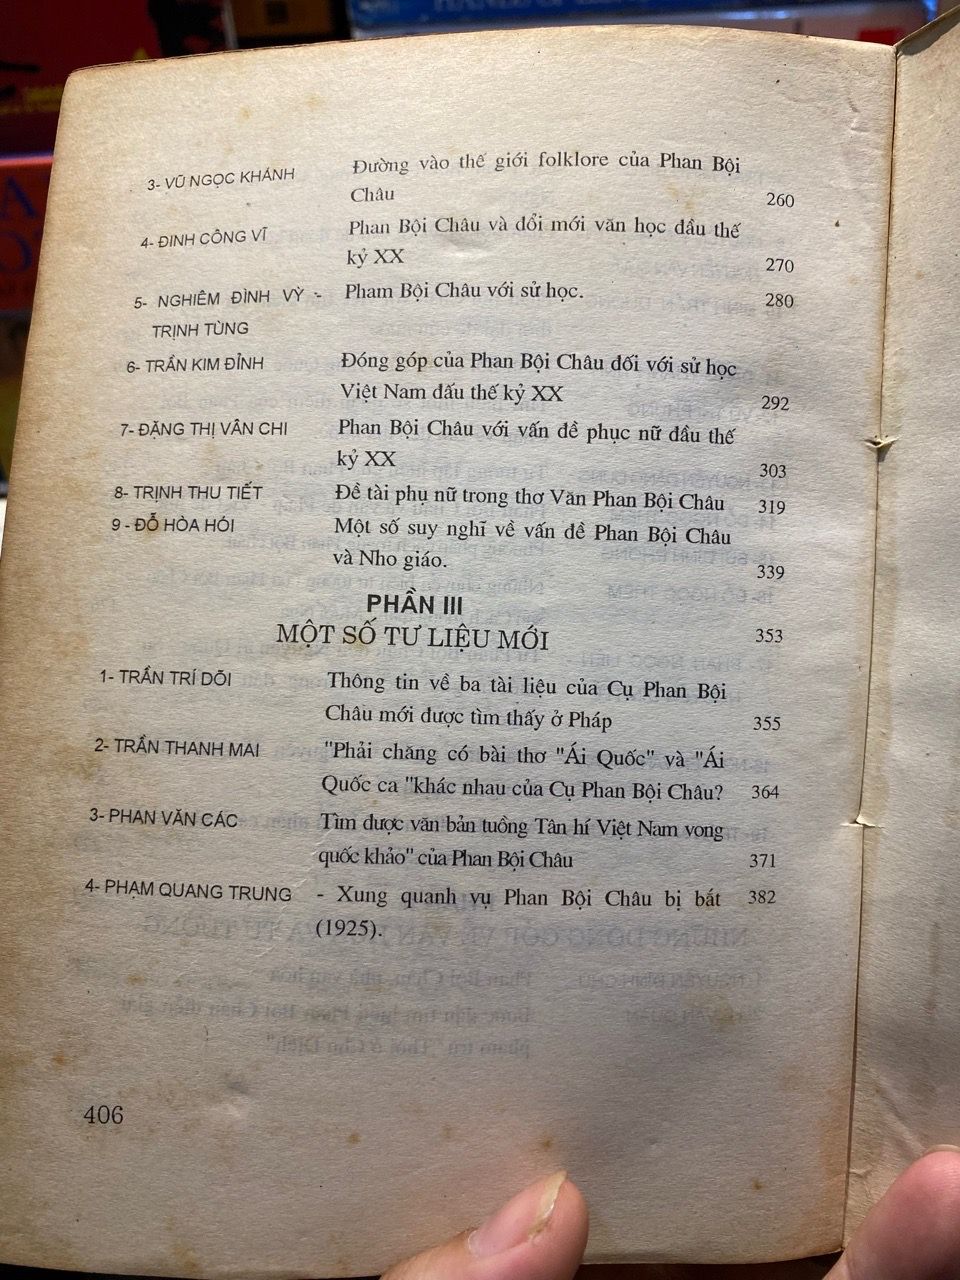 3- VŨ NGỌC KHÁNH Đường vào thế giới folklore của Phan Bội
Châu 260
4- ĐINH CÔNG VĨ Phan Bội Châu và đổi mới văn học đầu thế
kỷ XX 270
5- NGHIÊM ĐÌNH VỲ - Pham Bội Châu với sử học. 280
TRỊNH TÙNG
6- TRẦN KIM ĐỈNH Đóng góp của Phan Bội Châu đối với sử học
Việt Nam dấu thế kỷ XX 292
7- ĐẶNG THỊ VÂN CHI Phan Bội Châu với vấn đề phục nữ đầu thế
kỷ XX 303
8- TRỊNH THU TIẾT Đề tài phụ nữ trong thơ Văn Phan Bội Châu 319
9- ĐỖ HÒA HÓI Một số suy nghĩ về vấn đề Phan Bội Châu
và Nho giáo. 339
PHẦN III
MỘT SỐ TƯ LIỆU MỚI 353
1- TRẦN TRÍ DÕI Thông tin về ba tài liệu của Cụ Phan Bội
Châu mới được tìm thấy ở Pháp 355
2- TRẦN THANH MAI "Phải chăng có bài thơ "Ái Quốc" và "Ái
Quốc ca "khác nhau của Cụ Phan Bội Châu? 364
3- PHAN VĂN CÁC Tìm được văn bản tuồng Tân hí Việt Nam vong
quốc khảo" của Phan Bội Châu 371
4- PHẠM QUANG TRUNG - Xung quanh vụ Phan Bội Châu bị bắt 382
(1925).
406